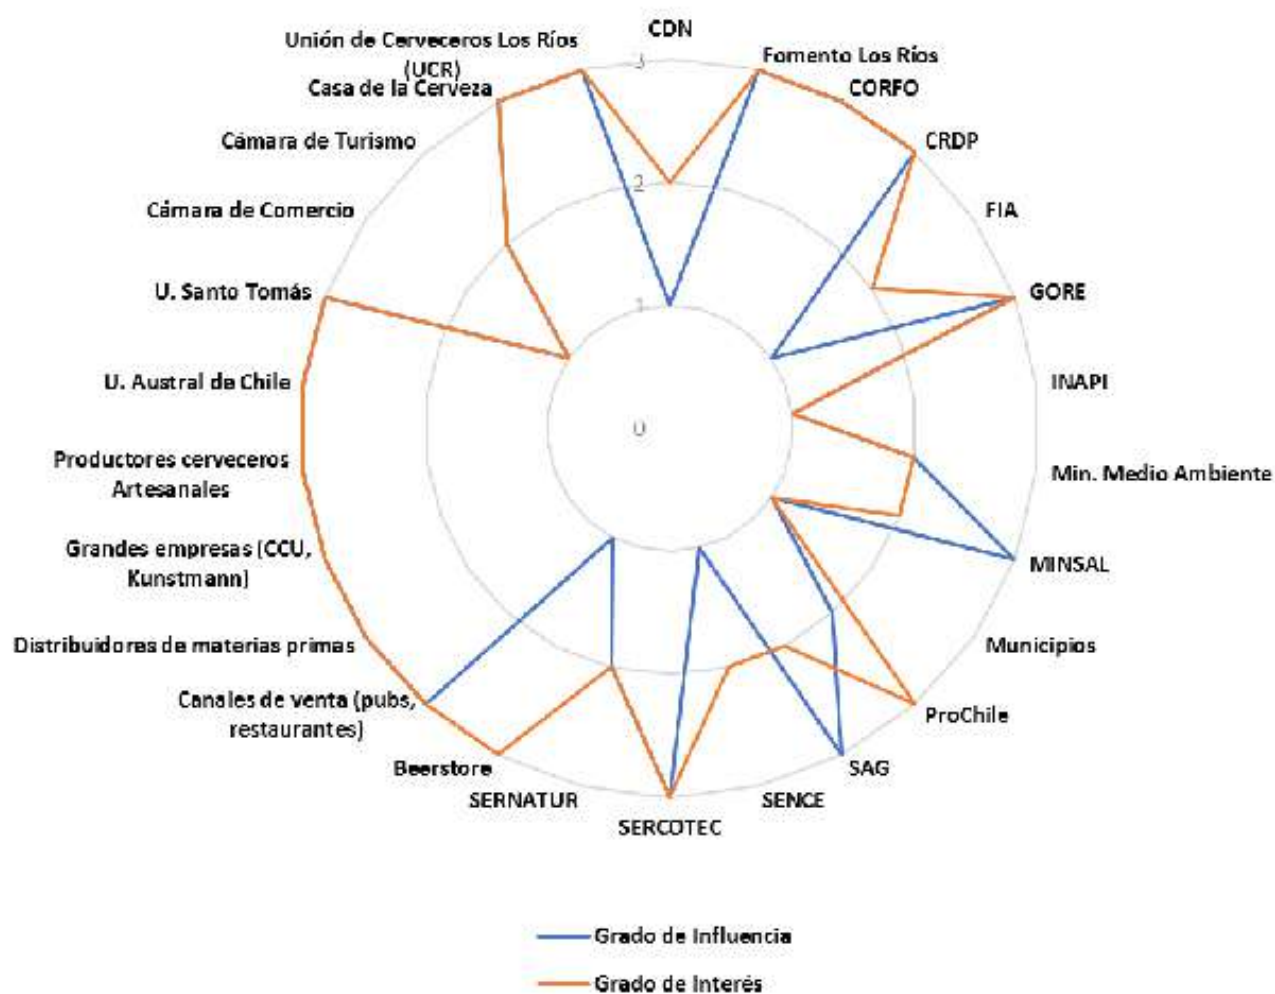 CDN
Fomento Los Ríos
CORFO
CRDP
FIA
GORE
INAPI
Min. Medio Ambiente
MINSAL
Municipios
ProChile
SAG
SENCE
SERCOTEC
SERNATUR
Beerstore
Canales de venta (pubs,
restaurantes)
Distribuidores de materias primas
Grandes empresas (CCU,
Kunstmann)
Productores cerveceros
Artesanales
U. Austral de Chile
U. Santo Tomás
Cámara de Comercio
Cámara de Turismo
Casa de la Cerveza
Unión de Cerveceros Los Ríos
(UCR)
3
2
1
0
Grado de Influencia
Grado de Interés